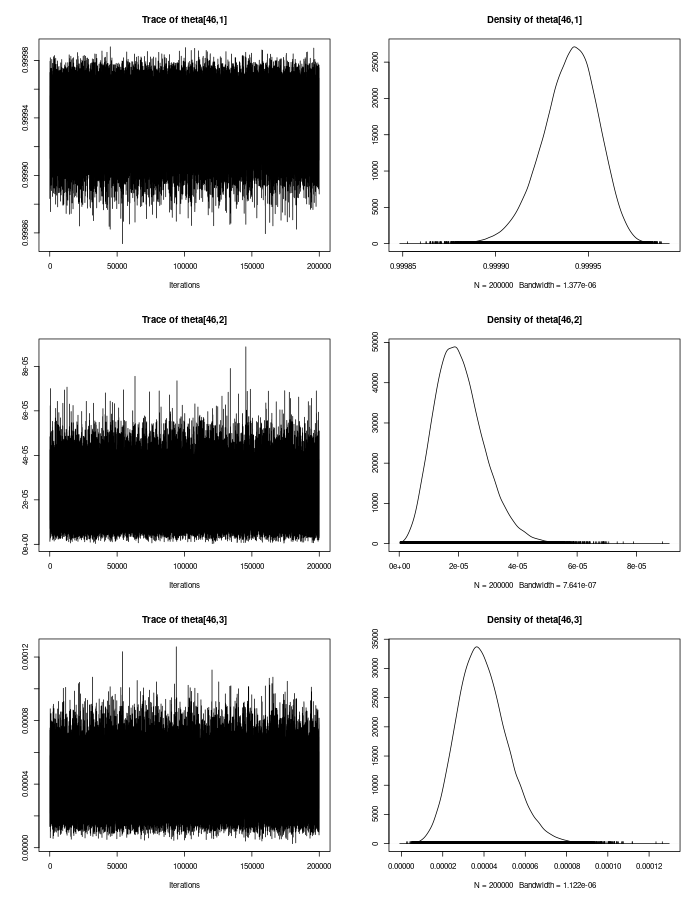 Trace of theta[46,1]
0.99986 0.99990 0.99994 0.99998
0 50000 100000 150000 200000
Iterations
Density of theta[46,1]
0 5000 10000 15000 20000 25000
0.99985 0.99990 0.99995
N = 200000 Bandwidth = 1.377e-06
Trace of theta[46,2]
0e+00 2e-05 4e-05 6e-05 8e-05
0 50000 100000 150000 200000
Iterations
Density of theta[46,2]
0 10000 20000 30000 40000 50000
0e+00 2e-05 4e-05 6e-05 8e-05
N = 200000 Bandwidth = 7.641e-07
Trace of theta[46,3]
0.00000 0.00004 0.00008 0.00012
0 50000 100000 150000 200000
Iterations
Density of theta[46,3]
0 5000 10000 15000 20000 25000 30000 35000
0.00000 0.00002 0.00004 0.00006 0.00008 0.00010 0.00012
N = 200000 Bandwidth = 1.122e-06